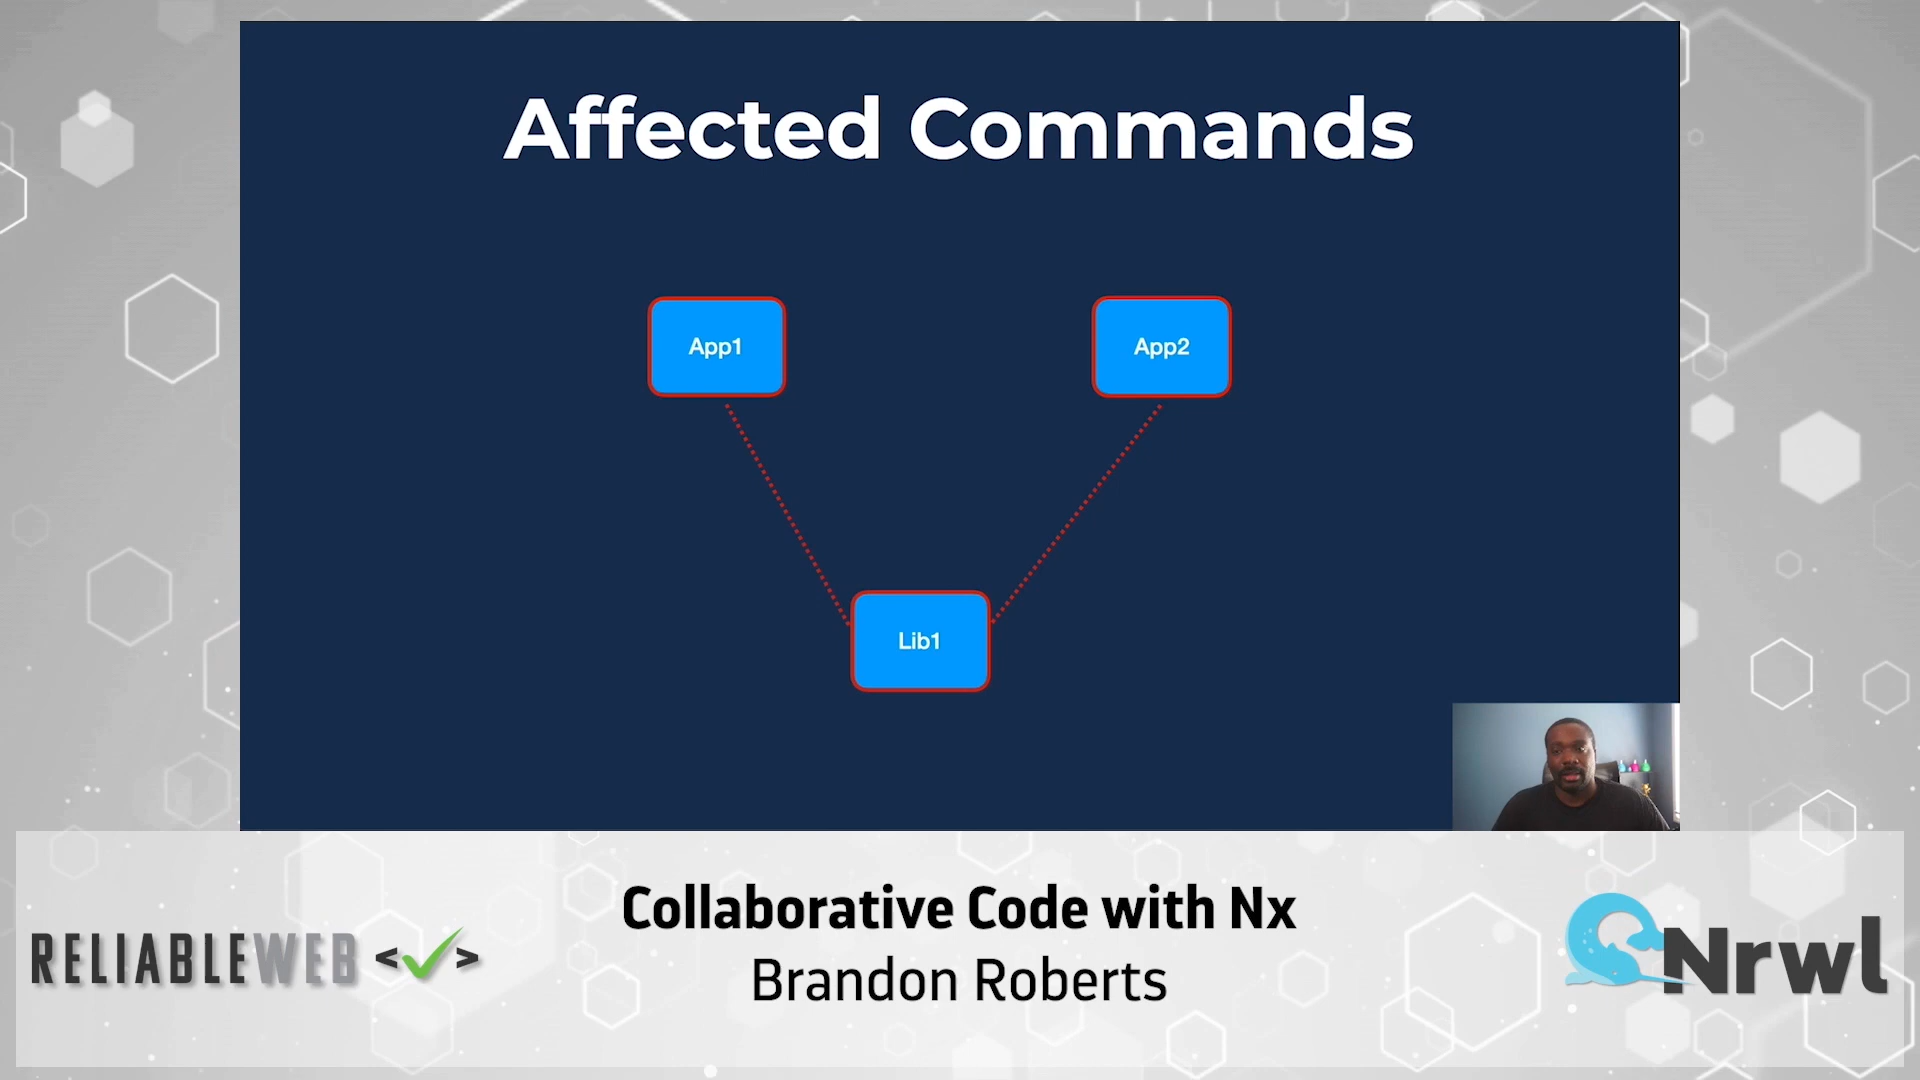 Affected Commands
App1
App2
Lib1
Collaborative Code with Nx
Brandon Roberts
RELIABLEWEB <✓>
Nrwl